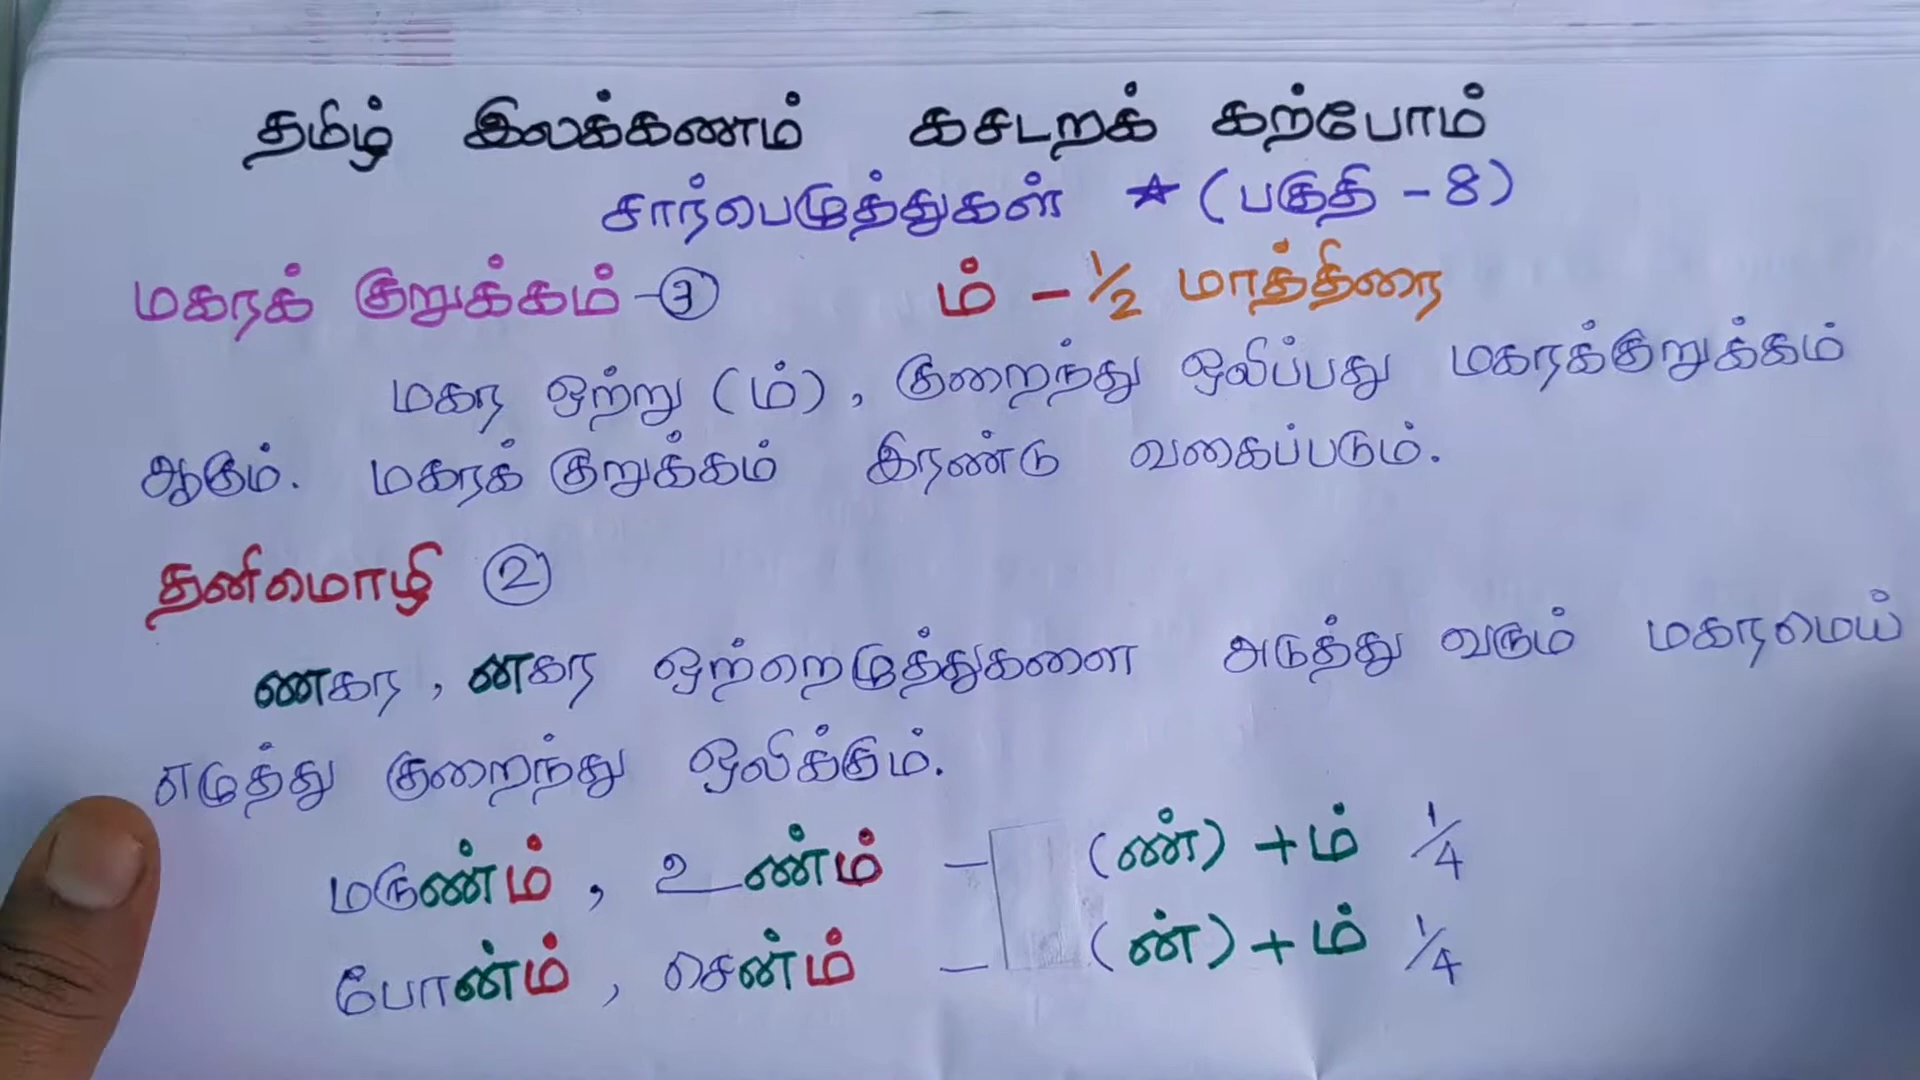 தமிழ் இலக்கணம் கசடறக் கற்போம்
சார்பெழுத்துகள் ★ (பகுதி - 8)
மகரக் குறுக்கம் - 3 ம் - 1/2 மாத்திரை
மகர ஒற்று (ம்), குறைந்து ஒலிப்பது மகரக்குறுக்கம்
ஆகும். மகரக் குறுக்கம் இரண்டு வகைப்படும்.
தனிமொழி 2
ணகர, னகர ஒற்றெழுத்துகளை அடுத்து வரும் மகரமெய்
எழுத்து குறைந்து ஒலிக்கும்.
மருண்ம், உண்ம் - (ண்) + ம் 1/4
போன்ம், சென்ம் - (ன்) + ம் 1/4